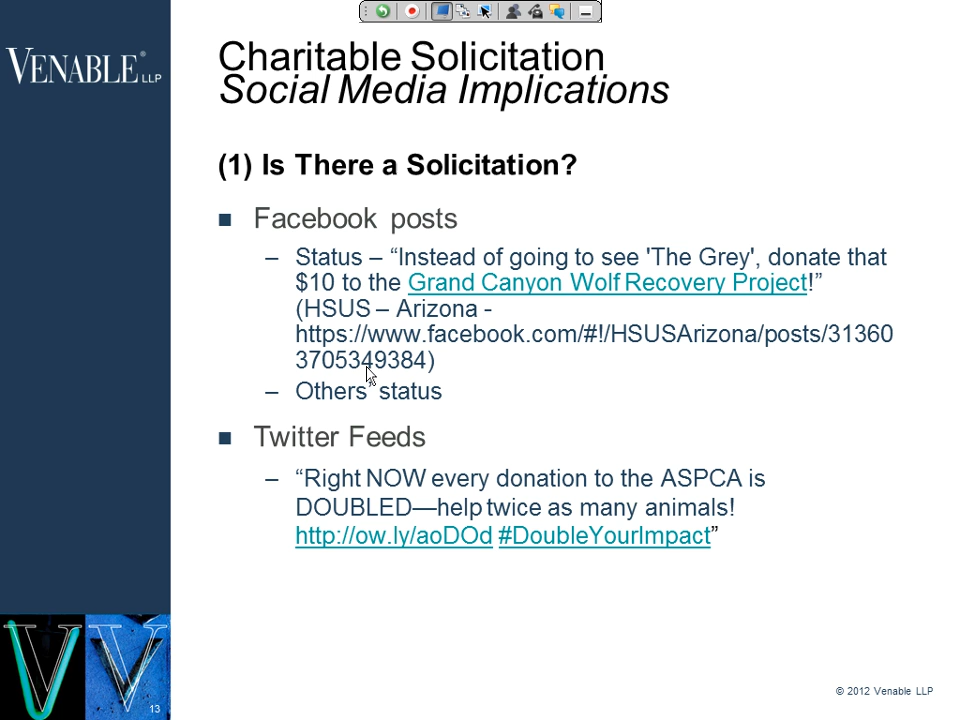 VENABLE® LLP
Charitable Solicitation
Social Media Implications
(1) Is There a Solicitation?
■ Facebook posts
– Status – “Instead of going to see 'The Grey', donate that
$10 to the Grand Canyon Wolf Recovery Project!”
(HSUS – Arizona -
https://www.facebook.com/#!/HSUSArizona/posts/31360
3705349384)
– Others’ status
■ Twitter Feeds
– “Right NOW every donation to the ASPCA is
DOUBLED—help twice as many animals!
http://ow.ly/aoDOd #DoubleYourImpact”
© 2012 Venable LLP
13